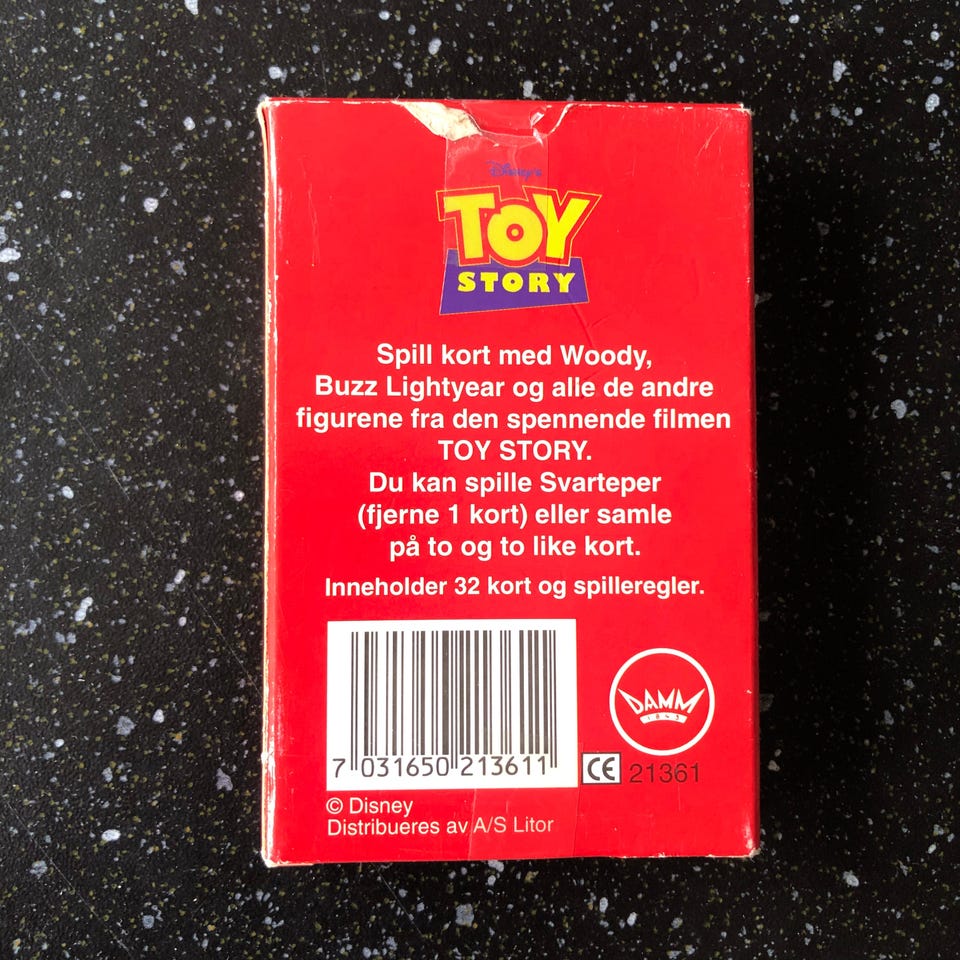 Disney's
TOY
STORY
Spill kort med Woody,
Buzz Lightyear og alle de andre
figurene fra den spennende filmen
TOY STORY.
Du kan spille Svarteper
(fjerne 1 kort) eller samle
på to og to like kort.
Inneholder 32 kort og spilleregler.
DAMM
1843
7 031650 213611
CE 21361
© Disney
Distribueres av A/S Litor